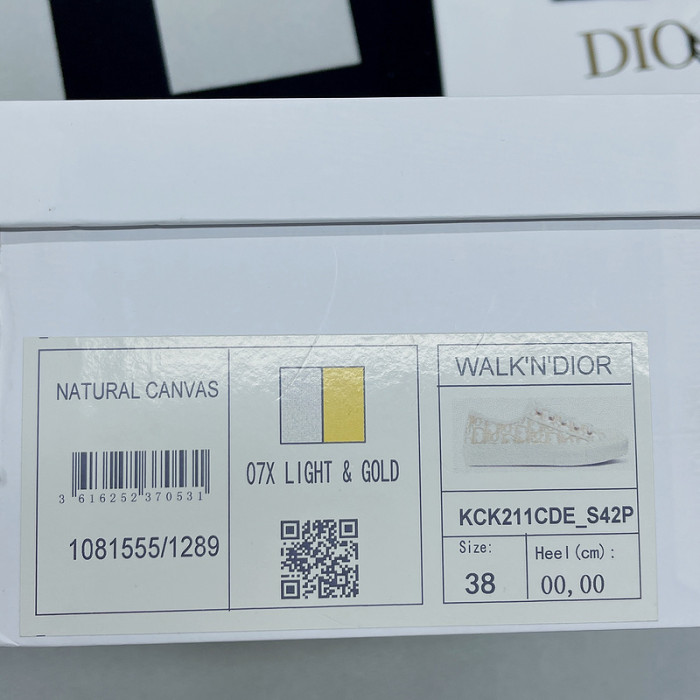 DIOR
NATURAL CANVAS
3 616252 370531
1081555/1289
07X LIGHT & GOLD
WALK'N'DIOR
KCK211CDE_S42P
Size:
38
Heel(cm):
00,00